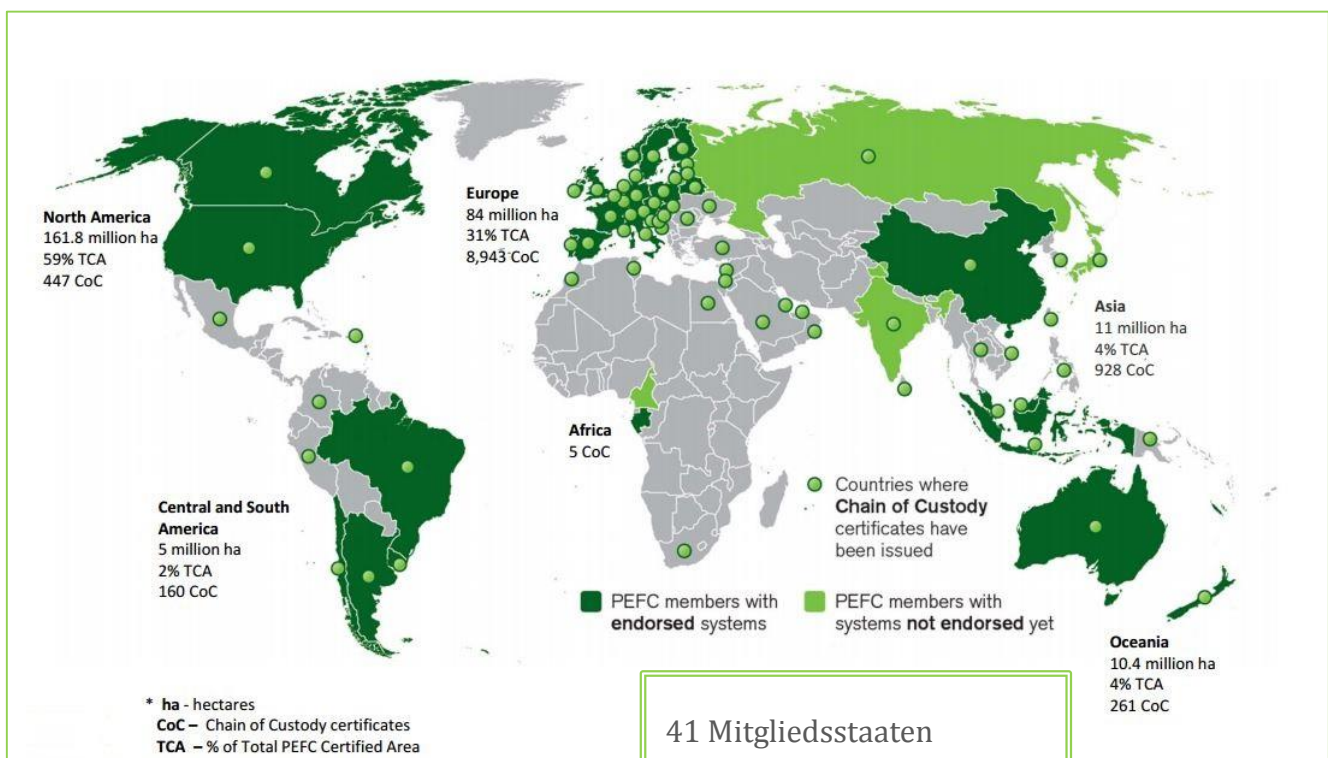 North America
161.8 million ha
59% TCA
447 CoC
Europe
84 million ha
31% TCA
8,943 CoC
Asia
11 million ha
4% TCA
928 CoC
Africa
5 CoC
Central and South
America
5 million ha
2% TCA
160 CoC
Countries where
Chain of Custody
certificates have
been issued
PEFC members with
endorsed systems
PEFC members with
systems not endorsed yet
Oceania
10.4 million ha
4% TCA
261 CoC
* ha - hectares
CoC – Chain of Custody certificates
TCA – % of Total PEFC Certified Area
41 Mitgliedsstaaten